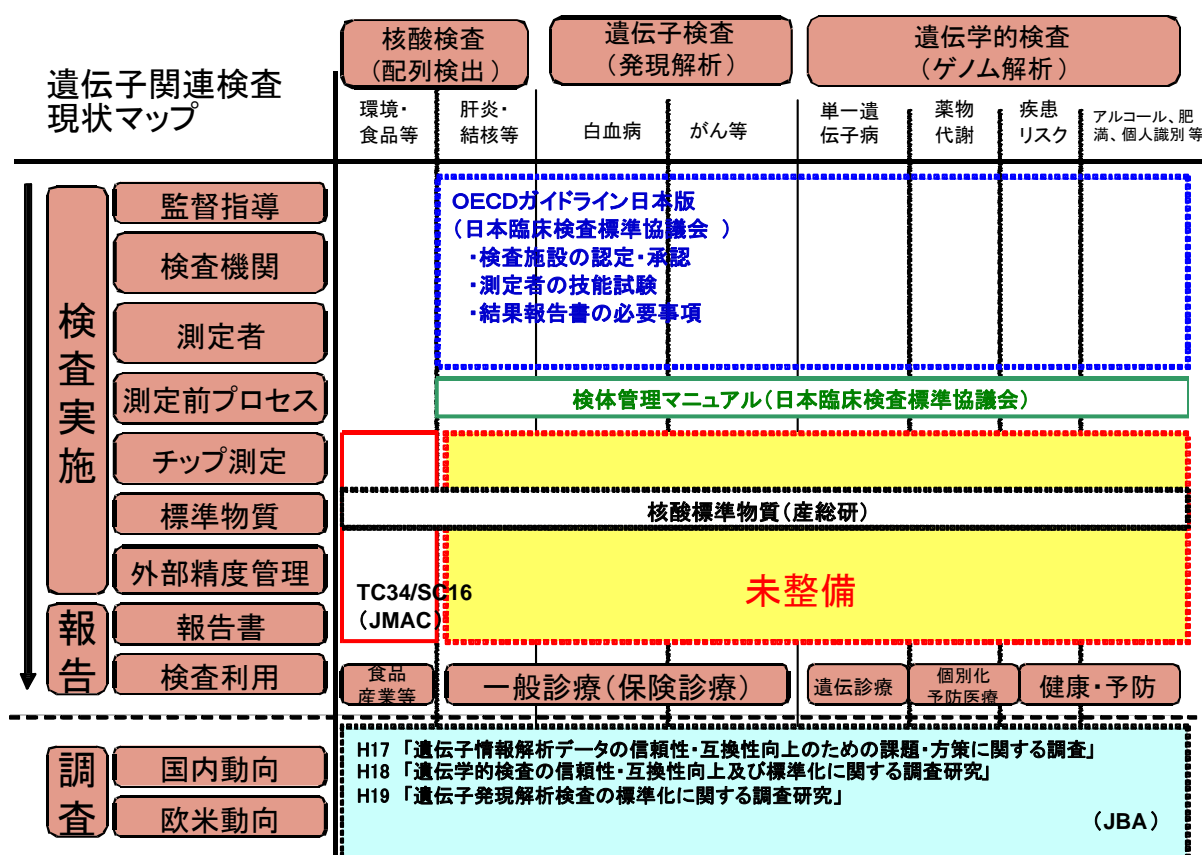 遺伝子関連検査
現状マップ
核酸検査
(配列検出)
遺伝子検査
(発現解析)
遺伝学的検査
(ゲノム解析)
環境・
食品等
肝炎・
結核等
白血病
がん等
単一遺
伝子病
薬物
代謝
疾患
リスク
アルコール、肥
満、個人識別等
検査実施
監督指導
検査機関
測定者
測定前プロセス
チップ測定
標準物質
外部精度管理
OECDガイドライン日本版
(日本臨床検査標準協議会 )
・検査施設の認定・承認
・測定者の技能試験
・結果報告書の必要事項
検体管理マニュアル(日本臨床検査標準協議会)
核酸標準物質(産総研)
TC34/SC16
(JMAC)
未整備
報告
報告書
検査利用
食品
産業等
一般診療(保険診療)
遺伝診療
個別化
予防医療
健康・予防
調査
国内動向
欧米動向
H17 「遺伝子情報解析データの信頼性・互換性向上のための課題・方策に関する調査」
H18 「遺伝学的検査の信頼性・互換性向上及び標準化に関する調査研究」
H19 「遺伝子発現解析検査の標準化に関する調査研究」
(JBA)